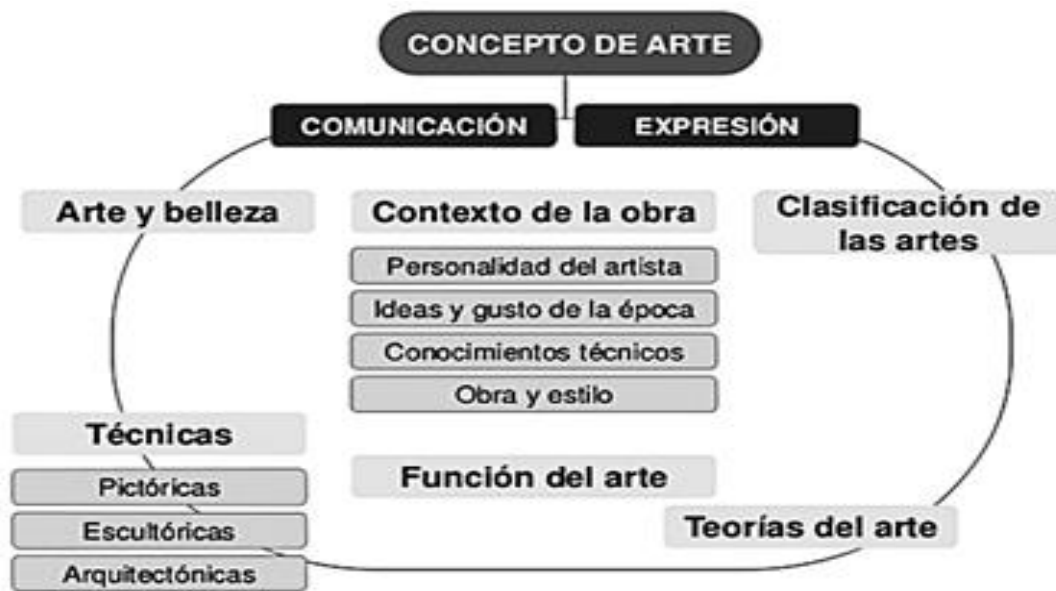 CONCEPTO DE ARTE
COMUNICACIÓN
EXPRESIÓN
Arte y belleza
Contexto de la obra
Personalidad del artista
Ideas y gusto de la época
Conocimientos técnicos
Obra y estilo
Clasificación de
las artes
Técnicas
Pictóricas
Escultóricas
Arquitectónicas
Función del arte
Teorías del arte